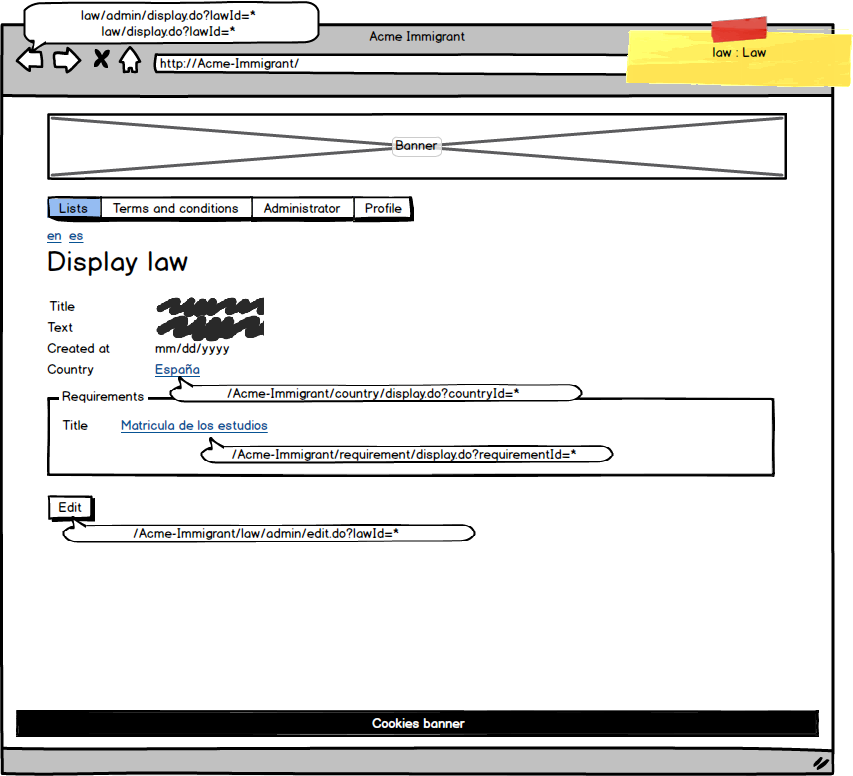 law/admin/display.do?lawId=*
law/display.do?lawId=*
Acme Immigrant
law : Law
http://Acme-Immigrant/
Banner
Lists Terms and conditions Administrator Profile
en es
Display law
Title
Text
Created at mm/dd/yyyy
Country España
/Acme-Immigrant/country/display.do?countryId=*
Requirements
Title Matricula de los estudios
/Acme-Immigrant/requirement/display.do?requirementId=*
Edit
/Acme-Immigrant/law/admin/edit.do?lawId=*
Cookies banner